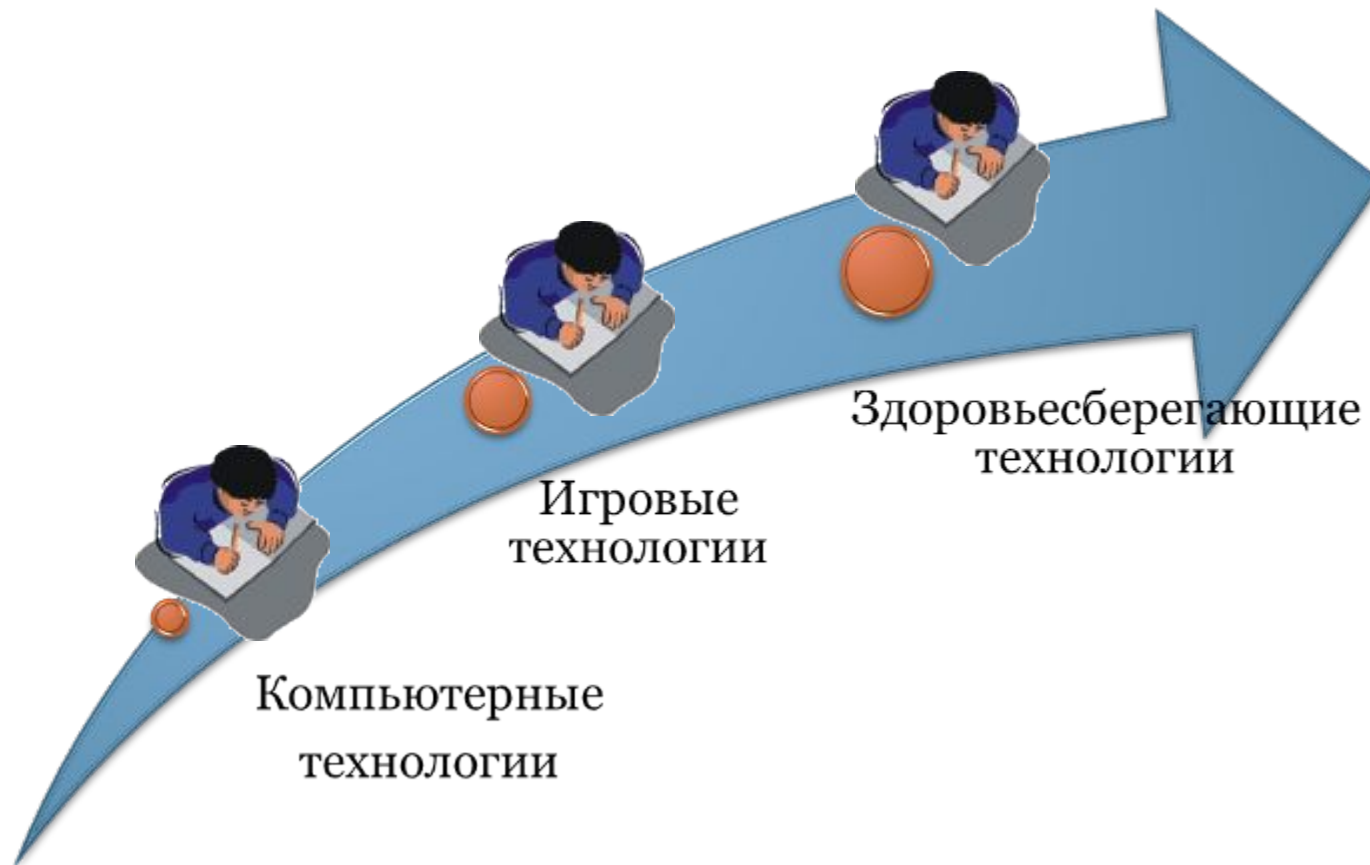 Компьютерные
технологии
Игровые
технологии
Здоровьесберегающие
технологии